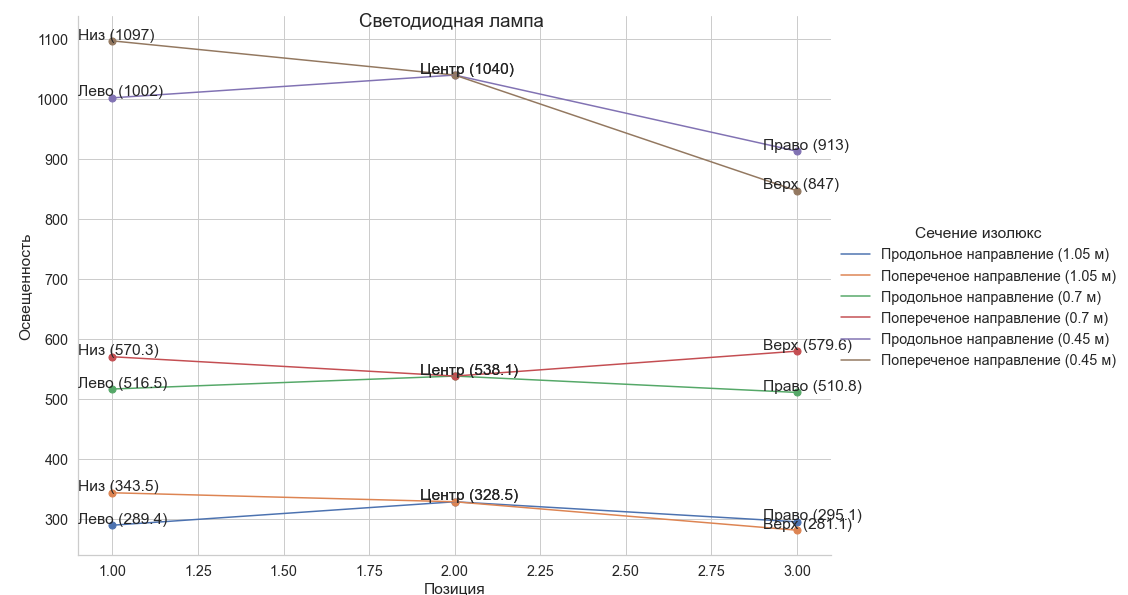 Светодиодная лампа
Освещенность
1100
1000
900
800
700
600
500
400
300
Низ (1097)
Лево (1002)
Центр (1040)
Право (913)
Верх (847)
Низ (570.3)
Лево (516.5)
Центр (538.1)
Верх (579.6)
Право (510.8)
Низ (343.5)
Лево (289.4)
Центр (328.5)
Право (295.1)
Верх (281.1)
1.00 1.25 1.50 1.75 2.00 2.25 2.50 2.75 3.00
Позиция
Сечение изолюкс
Продольное направление (1.05 м)
Попереченое направление (1.05 м)
Продольное направление (0.7 м)
Попереченое направление (0.7 м)
Продольное направление (0.45 м)
Попереченое направление (0.45 м)